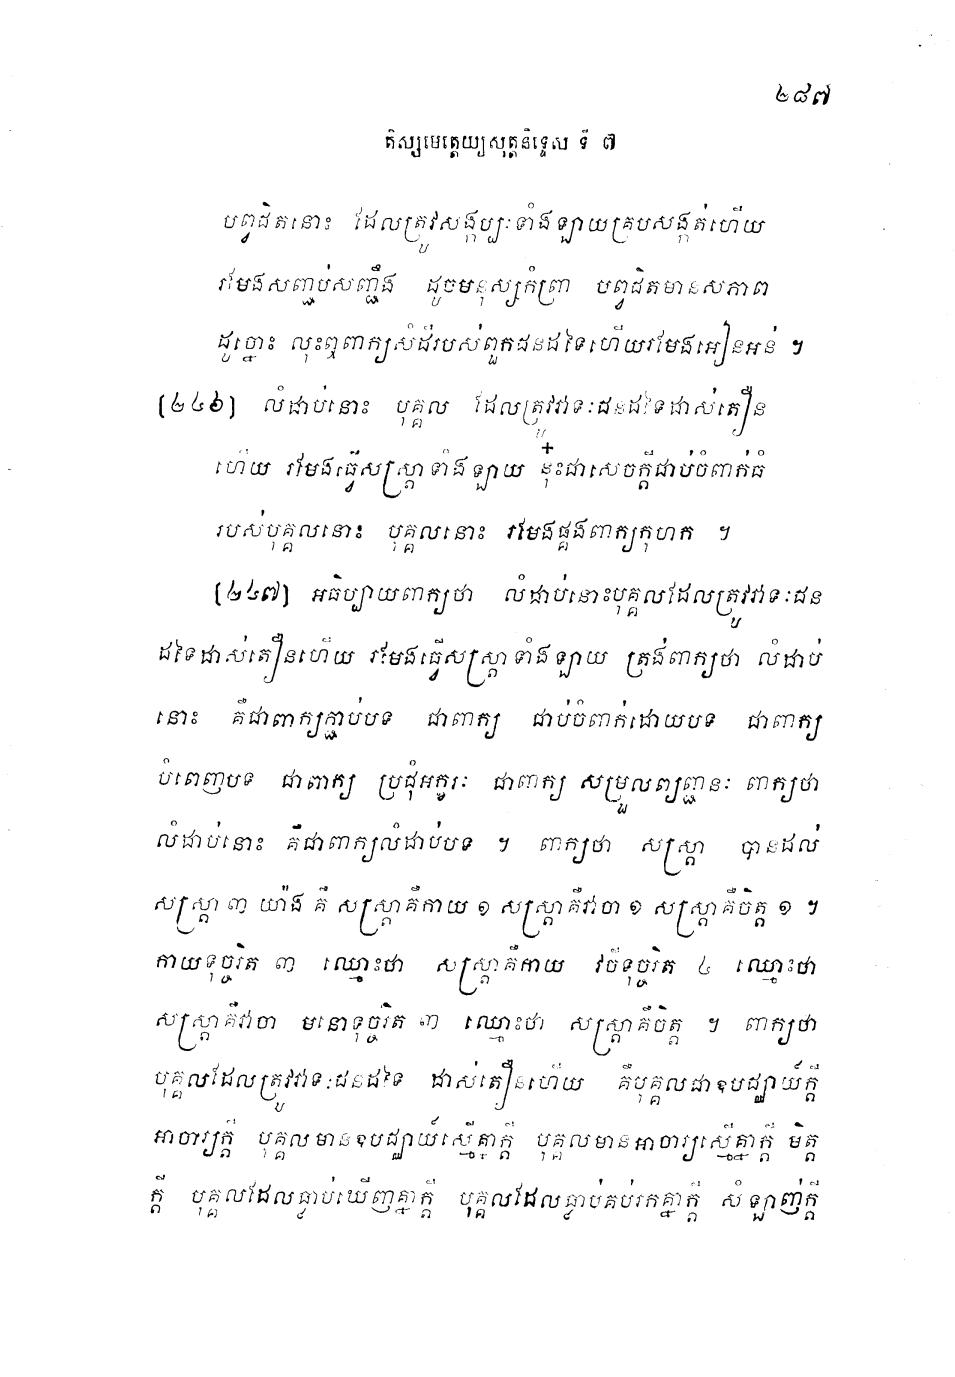 ២៨៧
តិស្សមេត្តេយ្យសុត្តនិទ្ទេស ទី ៧
បព្វជិតនោះ ដែលត្រូវសង្កប្បៈទាំងឡាយគ្របសង្កត់ហើយ
រមែងសញ្ជប់សញ្ជឹង ដូចមនុស្សកំព្រា បព្វជិតមានសភាព
ដូច្នោះ លុះឮពាក្យសំដីរបស់ពួកជនដទៃហើយរមែងអៀនអន់ ។
[២៤៦] លំដាប់នោះ បុគ្គល ដែលត្រូវវាទៈជនដទៃដាស់តឿន
ហើយ រមែងធ្វើសស្ត្រាទាំងឡាយ ដុះជាសេចក្តីជាប់ចំពាក់ធំ
របស់បុគ្គលនោះ បុគ្គលនោះ រមែងផ្គងពាក្យកុហក ។
[២៤៧] អធិប្បាយពាក្យថា លំដាប់នោះបុគ្គលដែលត្រូវវាទៈជន
ដទៃដាស់តឿនហើយ រមែងធ្វើសស្ត្រាទាំងឡាយ ត្រង់ពាក្យថា លំដាប់
នោះ គឺជាពាក្យភ្ជាប់បទ ជាពាក្យ ជាប់ចំពាក់ដោយបទ ជាពាក្យ
បំពេញបទ ជាពាក្យ ប្រជុំអក្ខរៈ ជាពាក្យ សម្រួលព្យញ្ជនៈ ពាក្យថា
លំដាប់នោះ គឺជាពាក្យលំដាប់បទ ។ ពាក្យថា សស្ត្រា បានដល់
សស្ត្រា ៣ យ៉ាង គឺ សស្ត្រាគឺកាយ ១ សស្ត្រាគឺវាចា ១ សស្ត្រាគឺចិត្ត ១ ។
កាយទុច្ចរិត ៣ ឈ្មោះថា សស្ត្រាគឺកាយ វចីទុច្ចរិត ៤ ឈ្មោះថា
សស្ត្រាគឺវាចា មនោទុច្ចរិត ៣ ឈ្មោះថា សស្ត្រាគឺចិត្ត ។ ពាក្យថា
បុគ្គលដែលត្រូវវាទៈជនដទៃ ដាស់តឿនហើយ គឺបុគ្គលជាឧបជ្ឈាយ៍ក្តី
អាចារ្យក្តី បុគ្គលមានឧបជ្ឈាយ៍ស្មើគ្នាក្តី បុគ្គលមានអាចារ្យស្មើគ្នាក្តី មិត្ត
ក្តី បុគ្គលដែលធ្លាប់ឃើញគ្នាក្តី បុគ្គលដែលធ្លាប់គប់រកគ្នាក្តី សំឡាញ់ក្តី